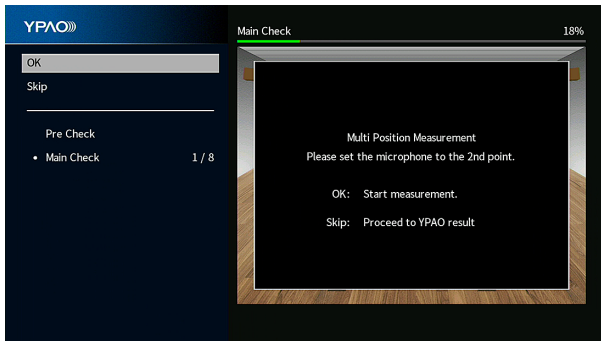 YPAO
OK
Skip
Pre Check
• Main Check 1 / 8
Main Check 18%
Multi Position Measurement
Please set the microphone to the 2nd point.
OK: Start measurement.
Skip: Proceed to YPAO result